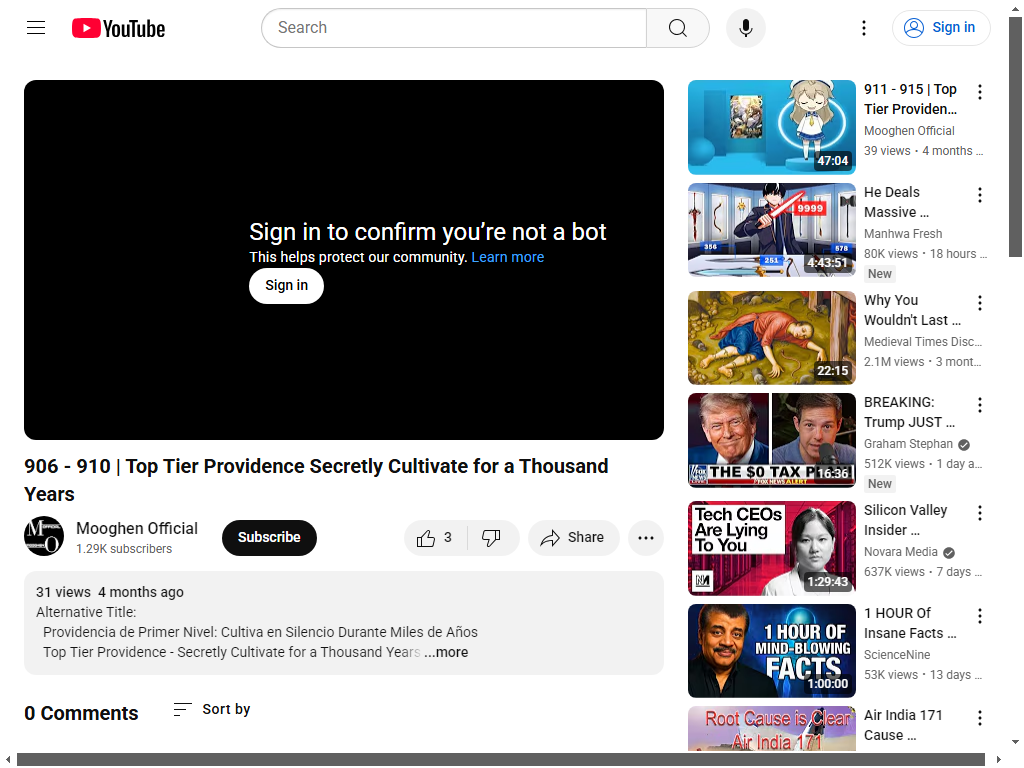 YouTube
Search
Sign in
Sign in to confirm you're not a bot
This helps protect our community. Learn more
Sign in
906 - 910 | Top Tier Providence Secretly Cultivate for a Thousand
Years
Mooghen Official
1.29K subscribers
Subscribe
3
Share
31 views 4 months ago
Alternative Title:
Providencia de Primer Nivel: Cultiva en Silencio Durante Miles de Años
Top Tier Providence - Secretly Cultivate for a Thousand Years ...more
0 Comments
Sort by
47:04
911 - 915 | Top
Tier Providen...
Mooghen Official
39 views • 4 months ...
9999
356
251
578
4:43:51
He Deals
Massive ...
Manhwa Fresh
80K views • 18 hours ...
New
22:15
Why You
Wouldn't Last ...
Medieval Times Disc...
2.1M views • 3 mont...
THE $0 TAX P
FOX NEWS ALERT
16:36
BREAKING:
Trump JUST ...
Graham Stephan
512K views • 1 day a...
New
Tech CEOs
Are Lying
To You
1:29:43
Silicon Valley
Insider ...
Novara Media
637K views • 7 days ...
1 HOUR OF
MIND-BLOWING
FACTS
1:00:00
1 HOUR Of
Insane Facts ...
ScienceNine
53K views • 13 days ...
Root Cause is Clear
Air India 171
Air India 171
Cause ...